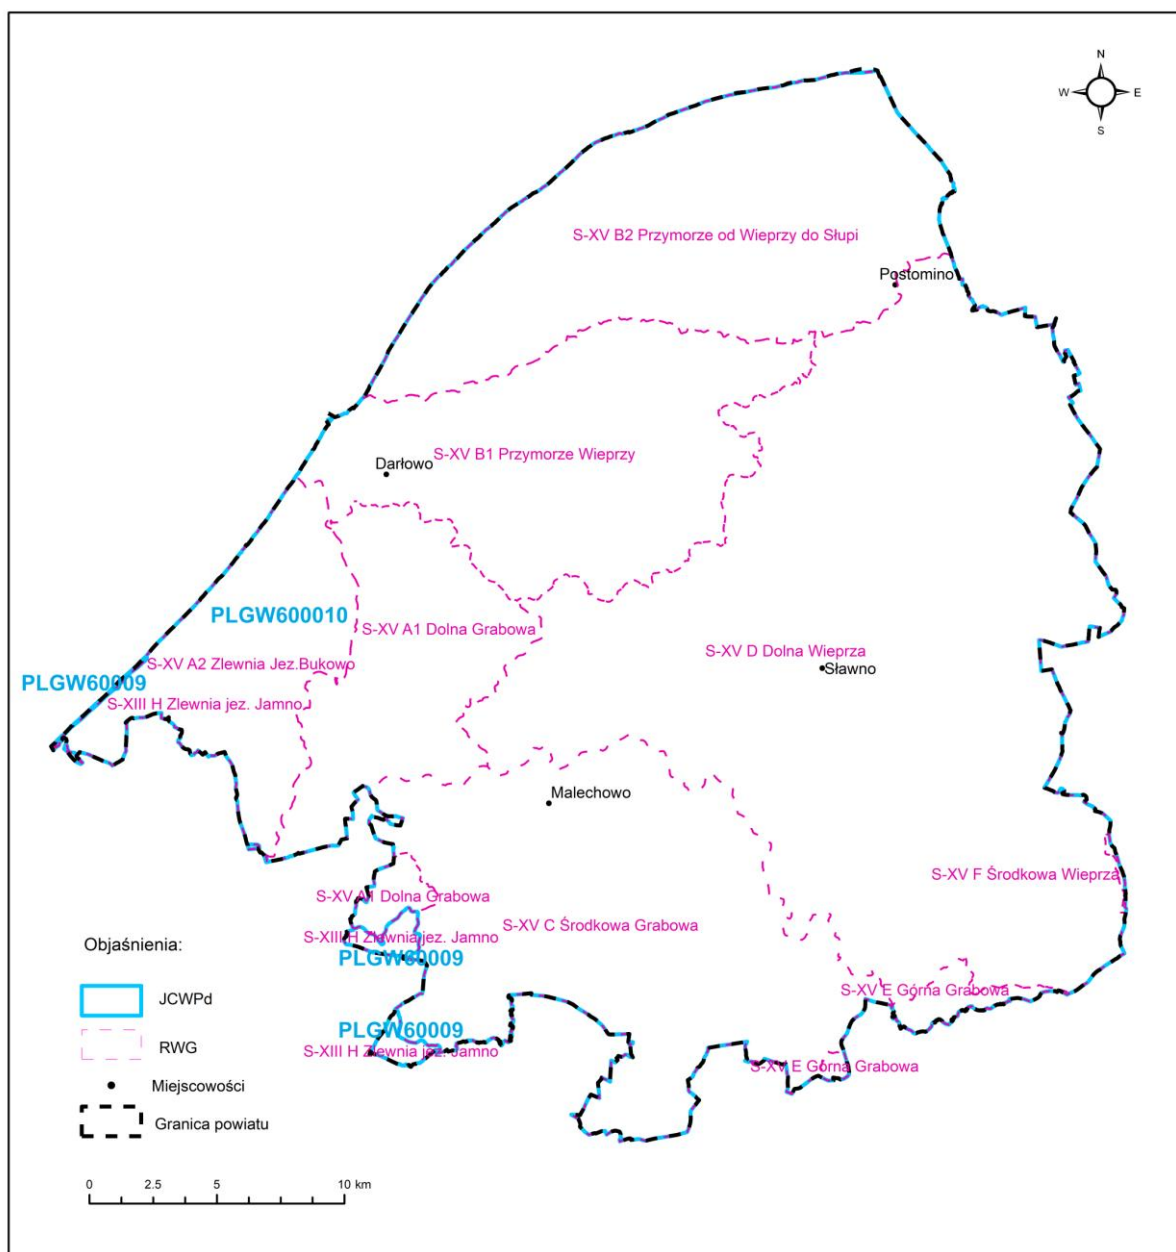 N
W
E
S
S-XV B2 Przymorze od Wieprzy do Słupi
Postomino
S-XV B1 Przymorze Wieprzy
Darłowo
PLGW600010
S-XV A1 Dolna Grabowa
S-XV D Dolna Wieprza
S-XV A2 Zlewnia Jez.Bukowo
Sławno
PLGW60009
S-XIII H Zlewnia jez. Jamno
Malechowo
S-XV F Środkowa Wieprza
S-XV A1 Dolna Grabowa
S-XV C Środkowa Grabowa
S-XIII H Zlewnia jez. Jamno
PLGW60009
S-XV E Górna Grabowa
PLGW60009
S-XIII H Zlewnia jez. Jamno
S-XV E Górna Grabowa
Objaśnienia:
JCWPd
RWG
Miejscowości
Granica powiatu
0 2.5 5 10 km